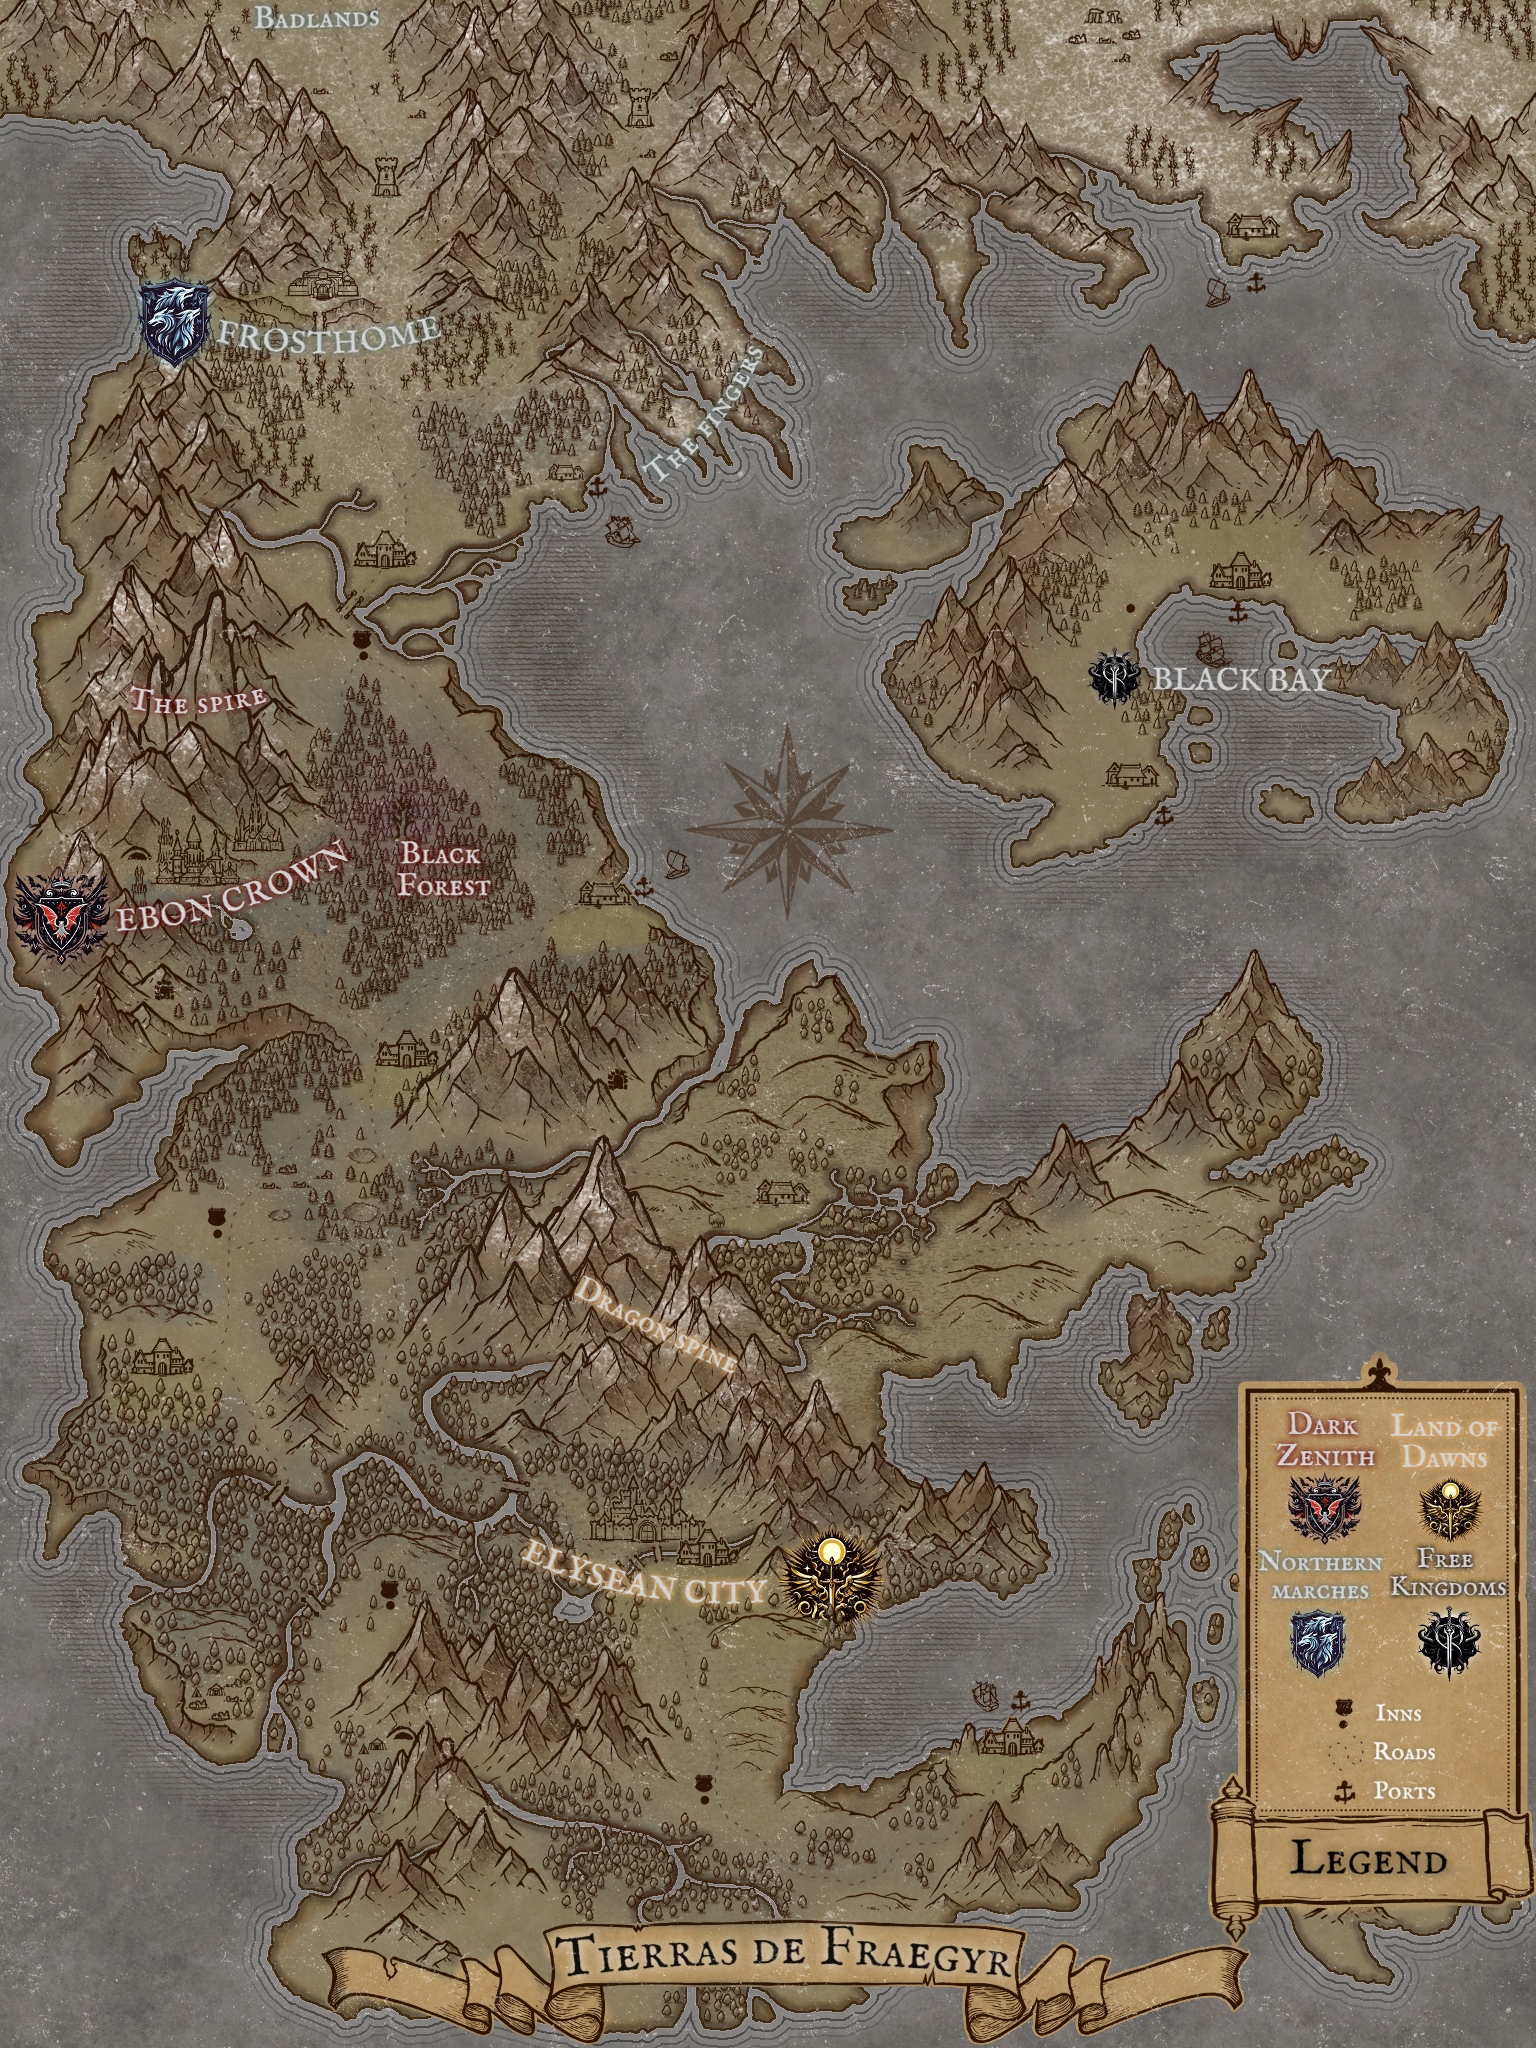 Badlands
FROSTHOME
The fingers
The spire
BLACK BAY
Black
Forest
EBON CROWN
Dragon spine
ELYSEAN CITY
Dark
Zenith
Land of
Dawns
Northern
marches
Free
Kingdoms
Inns
Roads
Ports
Legend
Tierras de Fraegyr